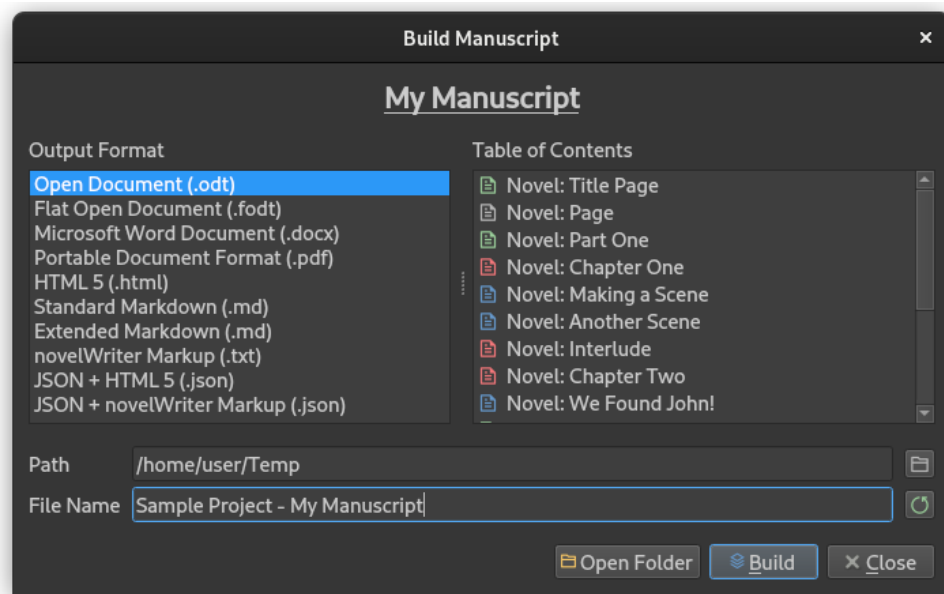 Build Manuscript
My Manuscript
Output Format
Open Document (.odt)
Flat Open Document (.fodt)
Microsoft Word Document (.docx)
Portable Document Format (.pdf)
HTML 5 (.html)
Standard Markdown (.md)
Extended Markdown (.md)
novelWriter Markup (.txt)
JSON + HTML 5 (.json)
JSON + novelWriter Markup (.json)
Table of Contents
Novel: Title Page
Novel: Page
Novel: Part One
Novel: Chapter One
Novel: Making a Scene
Novel: Another Scene
Novel: Interlude
Novel: Chapter Two
Novel: We Found John!
Path /home/user/Temp
File Name Sample Project - My Manuscript
Open Folder Build Close